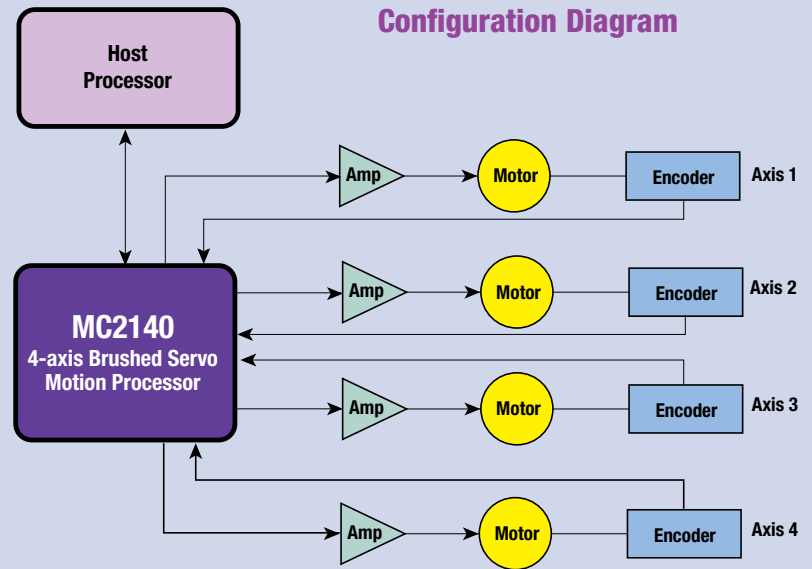 Configuration Diagram
Host
Processor
Amp
Motor
Encoder
Axis 1
Amp
Motor
Encoder
Axis 2
MC2140
4-axis Brushed Servo
Motion Processor
Amp
Motor
Encoder
Axis 3
Amp
Motor
Encoder
Axis 4